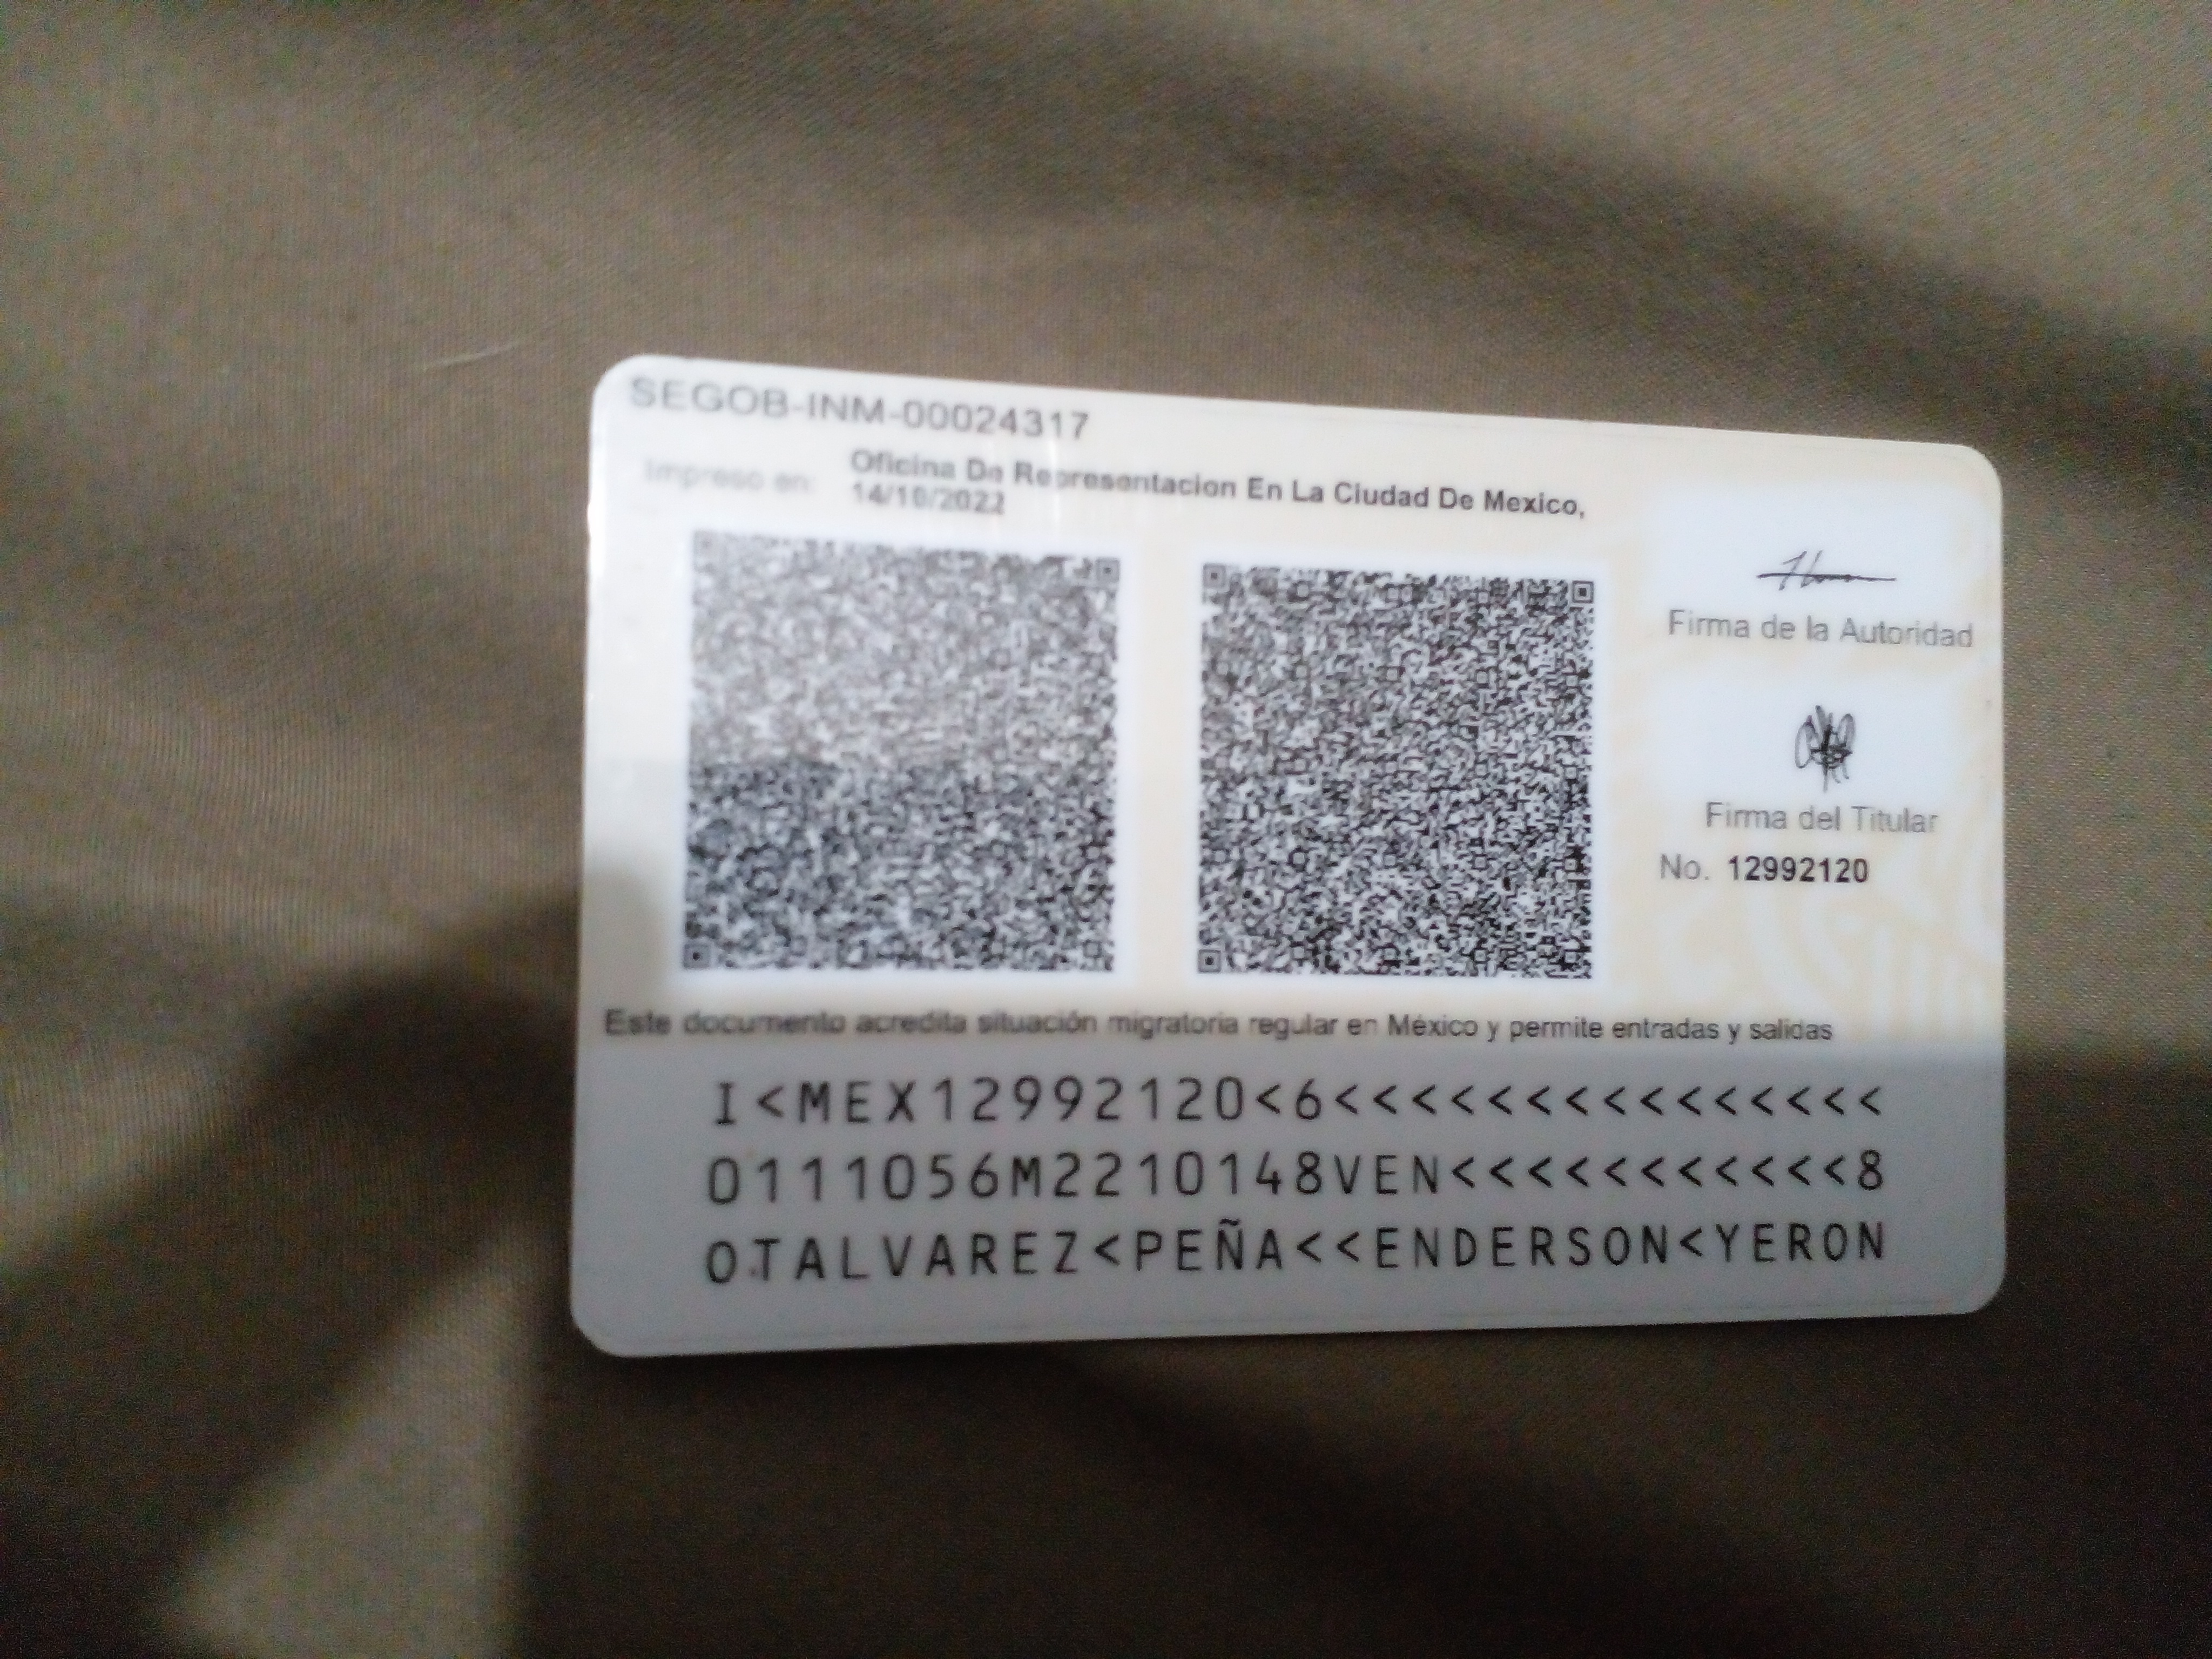 SEGOB-INM-00024317
Impreso en: Oficina De Representacion En La Ciudad De Mexico,
14/10/2022
Firma de la Autoridad
Firma del Titular
No. 12992120
Este documento acredita situación migratoria regular en México y permite entradas y salidas
I<MEX12992120<6<<<<<<<<<<<<<<<
0111056M2210148VEN<<<<<<<<<<<8
OTALVAREZ<PEÑA<<ENDERSON<YERON